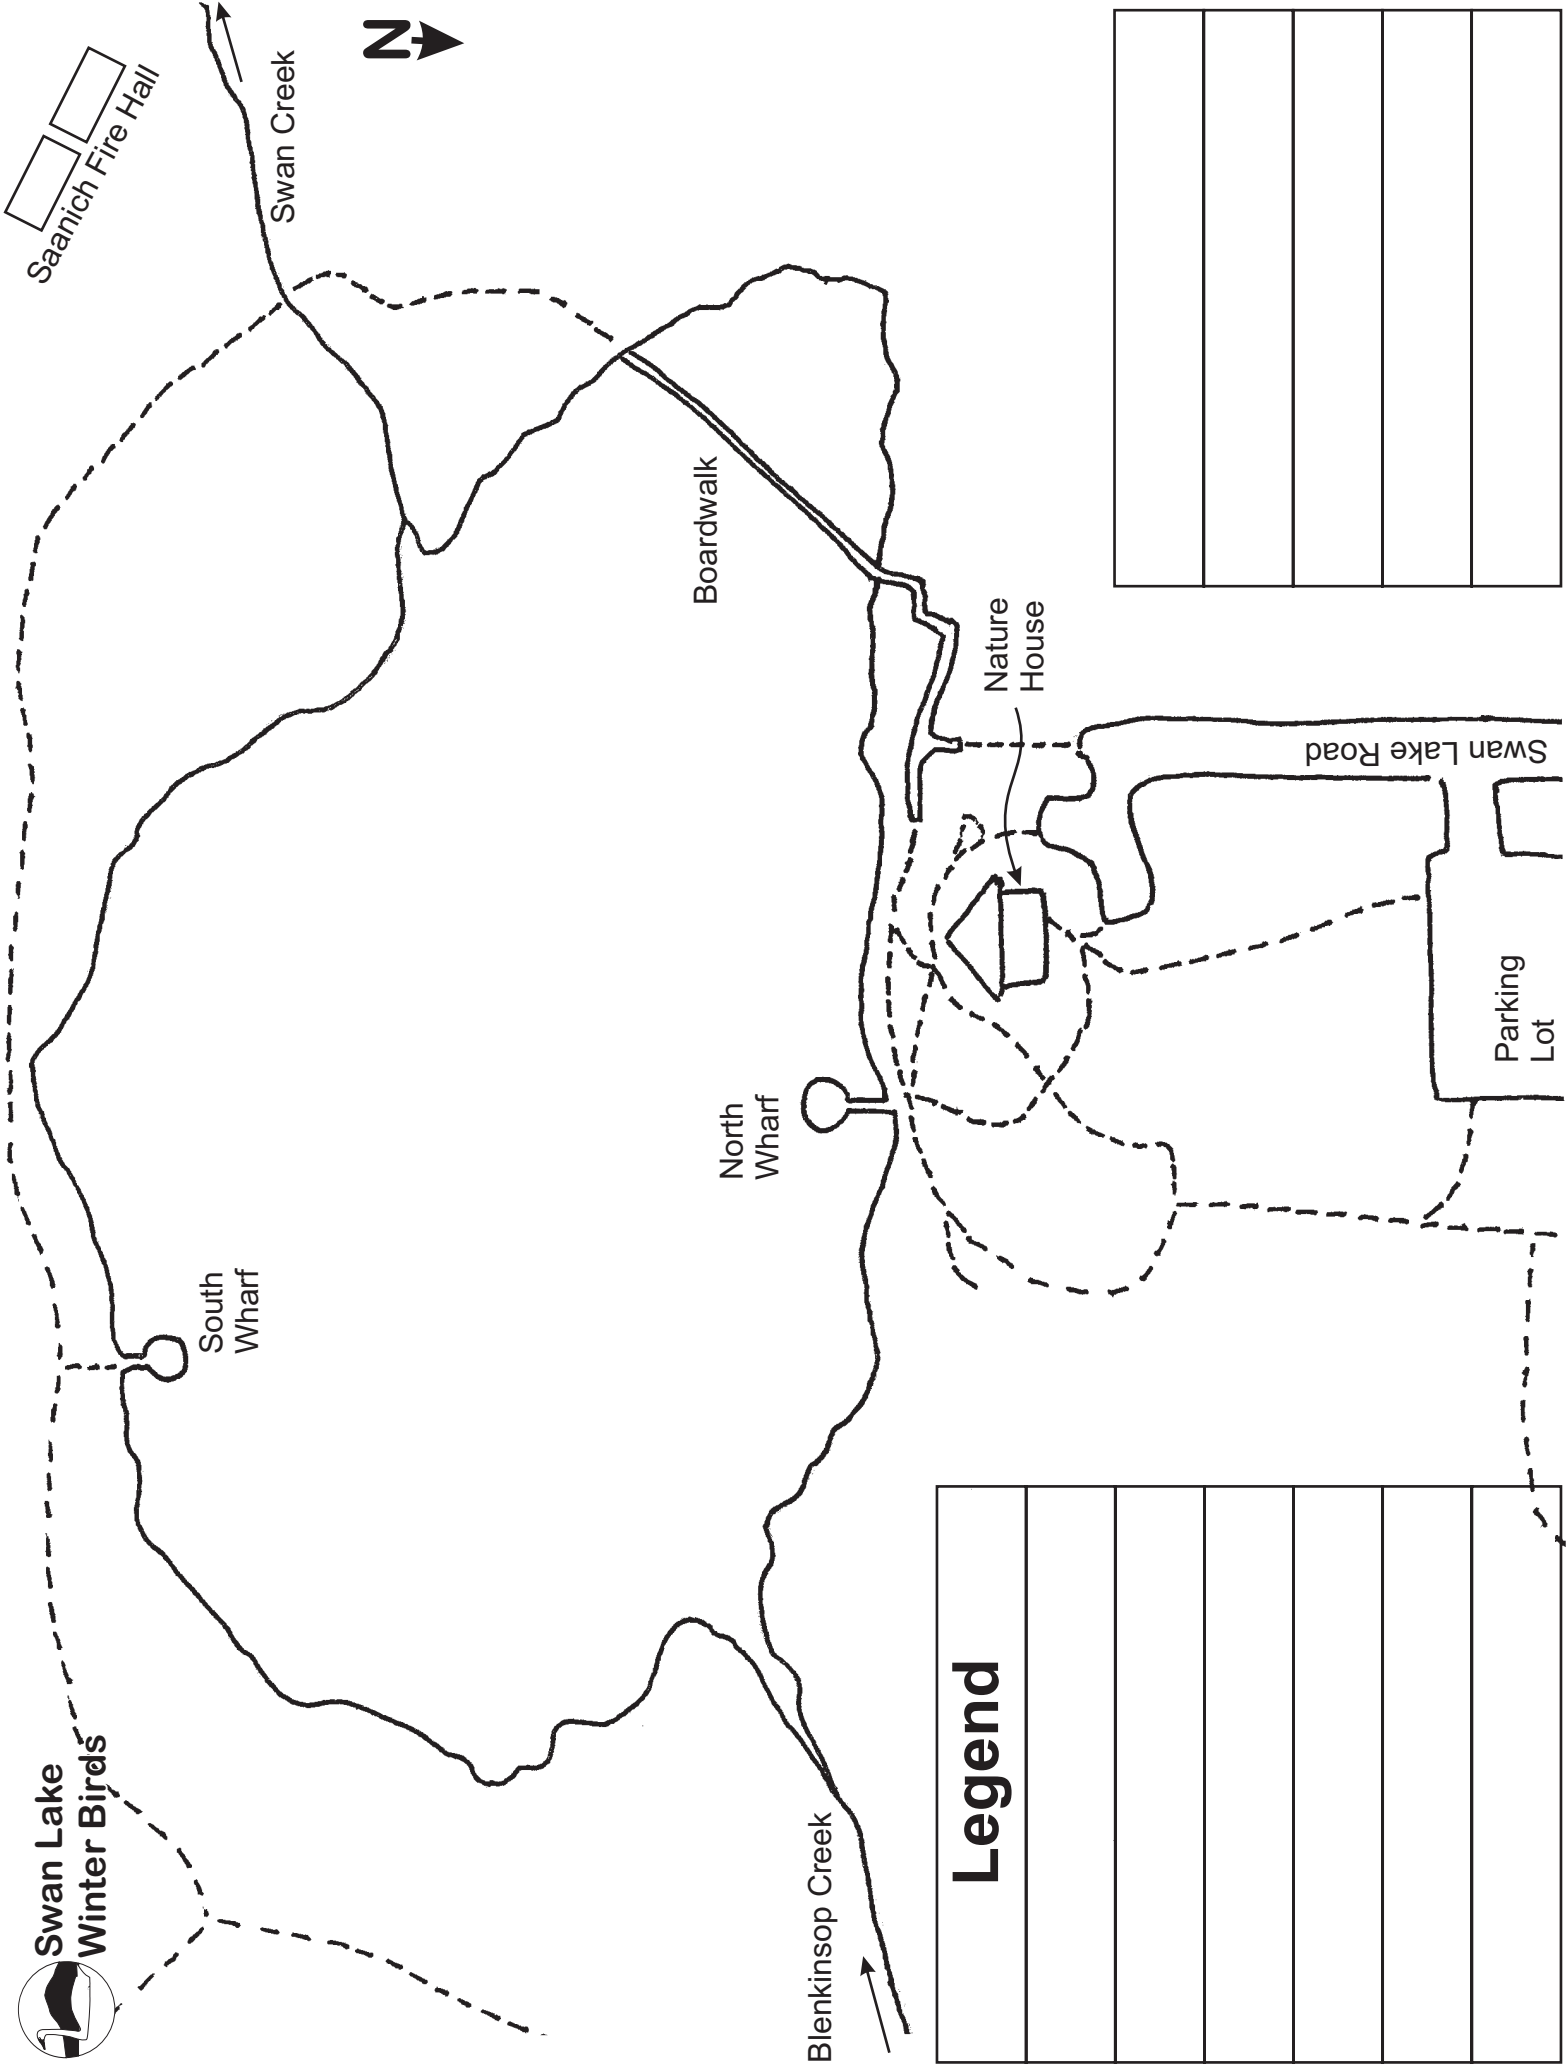 Swan Lake
Winter Birds
Saanich Fire Hall
Swan Creek
N
South
Wharf
Boardwalk
North
Wharf
Nature
House
Blenkinsop Creek
Swan Lake Road
Parking
Lot
Legend